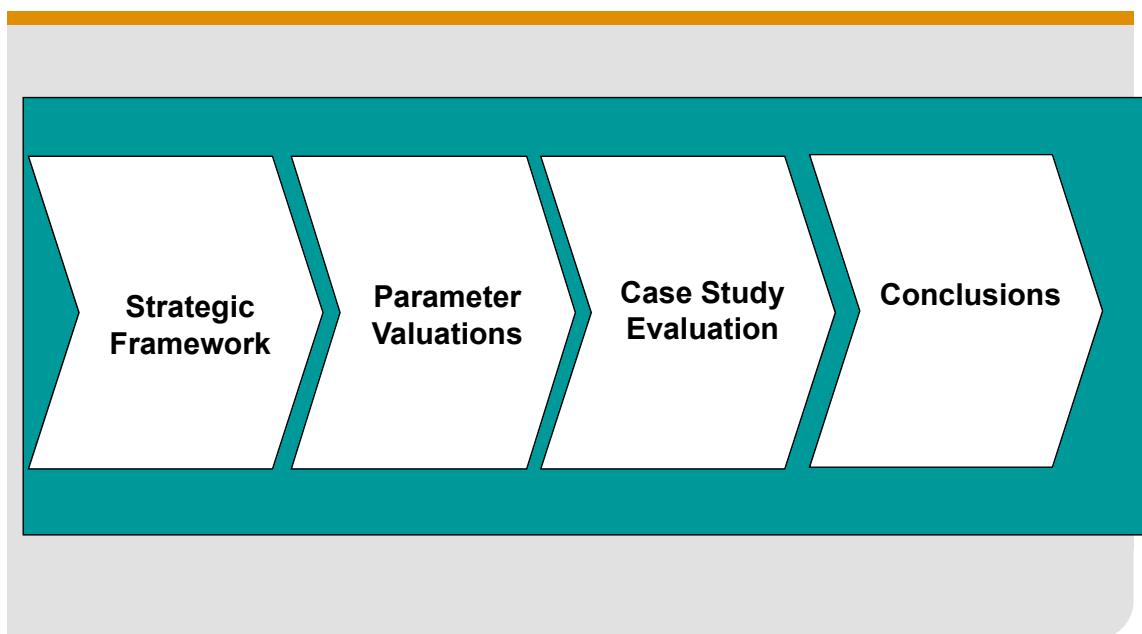 Strategic
Framework
Parameter
Valuations
Case Study
Evaluation
Conclusions